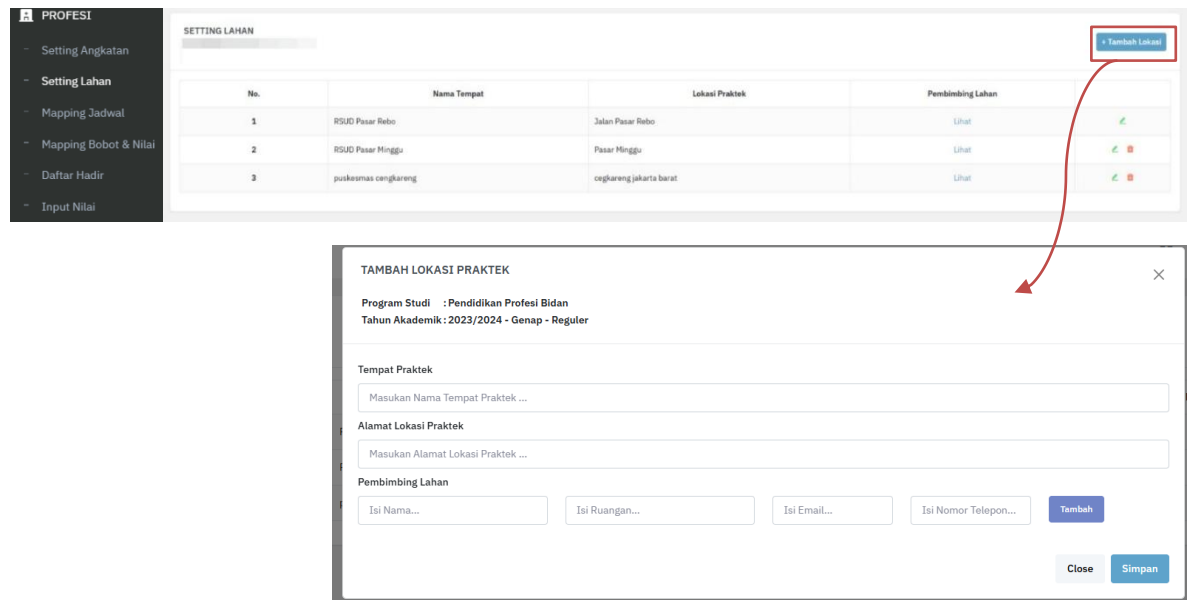 PROFESI
Setting Angkatan
Setting Lahan
Mapping Jadwal
Mapping Bobot & Nilai
Daftar Hadir
Input Nilai
SETTING LAHAN
+ Tambah Lokasi
No. Nama Tempat Lokasi Praktek Pembimbing Lahan
1 RSUD Pasar Rebo Jalan Pasar Rebo Lihat
2 RSUD Pasar Minggu Pasar Minggu Lihat
3 puskesmas cengkareng cegkareng jakarta barat Lihat
TAMBAH LOKASI PRAKTEK
Program Studi : Pendidikan Profesi Bidan
Tahun Akademik : 2023/2024 - Genap - Reguler
Tempat Praktek
Masukan Nama Tempat Praktek ...
Alamat Lokasi Praktek
Masukan Alamat Lokasi Praktek ...
Pembimbing Lahan
Isi Nama... Isi Ruangan... Isi Email... Isi Nomor Telepon... Tambah
Close Simpan